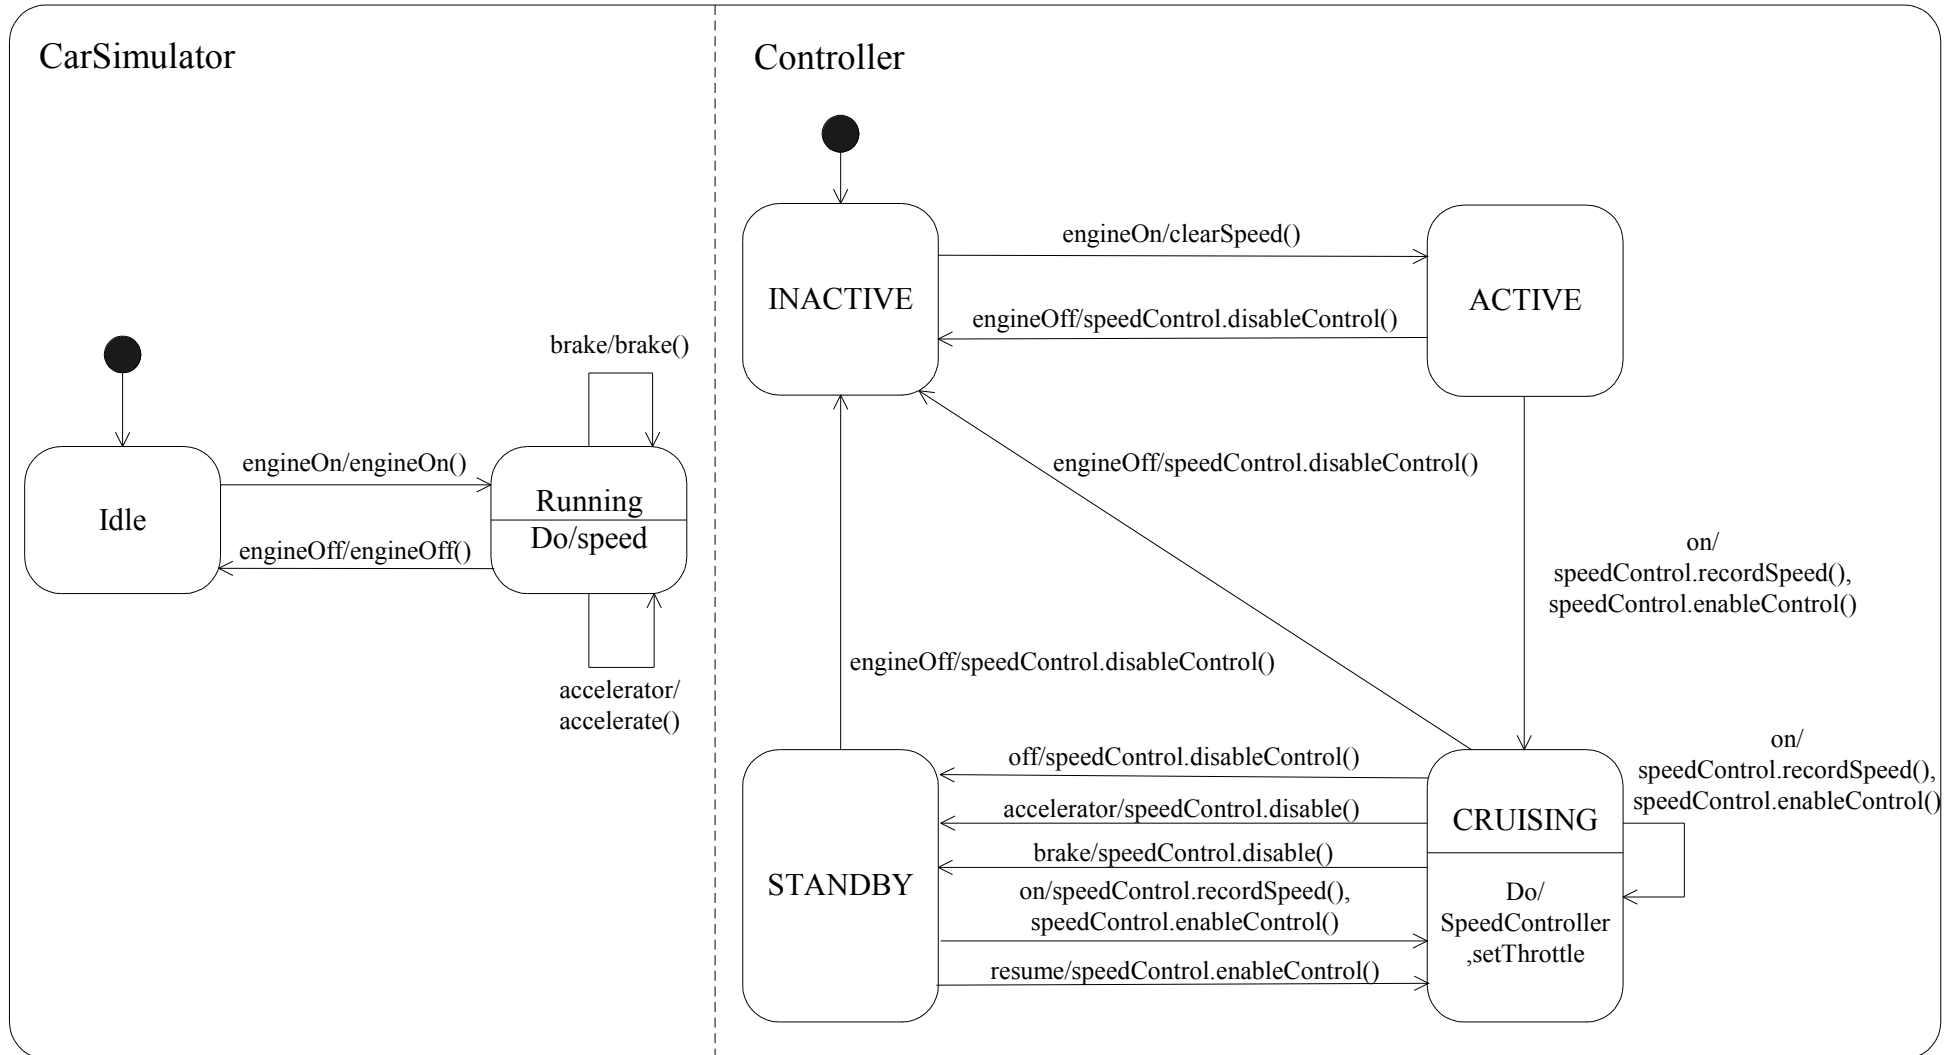 CarSimulator
brake/brake()
engineOn/engineOn()
Idle
Running
Do/speed
engineOff/engineOff()
accelerator/
accelerate()
Controller
engineOn/clearSpeed()
INACTIVE
ACTIVE
engineOff/speedControl.disableControl()
engineOff/speedControl.disableControl()
on/
speedControl.recordSpeed(),
speedControl.enableControl()
engineOff/speedControl.disableControl()
on/
speedControl.recordSpeed(),
speedControl.enableControl()
off/speedControl.disableControl()
accelerator/speedControl.disable()
CRUISING
brake/speedControl.disable()
STANDBY
on/speedControl.recordSpeed(),
speedControl.enableControl()
Do/
SpeedController
,setThrottle
resume/speedControl.enableControl()